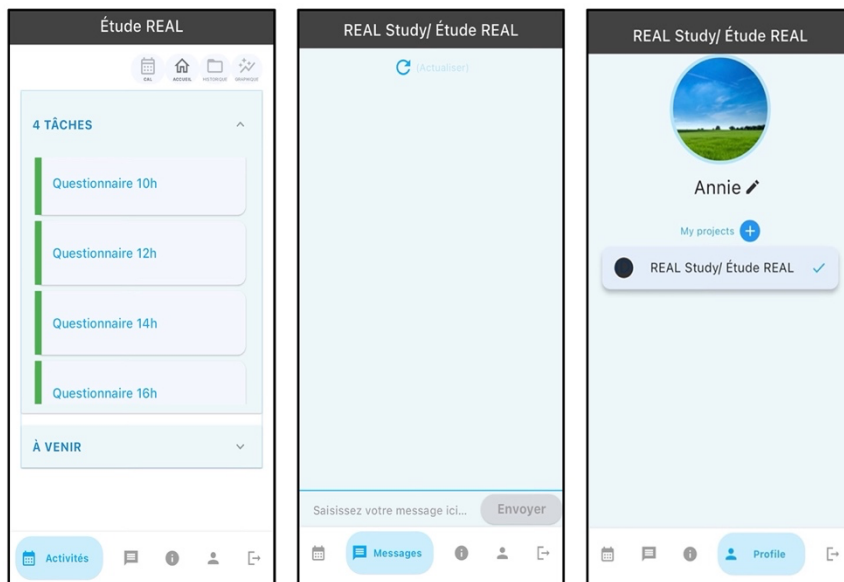 Étude REAL
CAL ACCUEIL HISTORIQUE GRAPHIQUE
4 TÂCHES
Questionnaire 10h
Questionnaire 12h
Questionnaire 14h
Questionnaire 16h
À VENIR
Activités
REAL Study/ Étude REAL
(Actualiser)
Saisissez votre message ici... Envoyer
Messages
REAL Study/ Étude REAL
Annie
My projects
REAL Study/ Étude REAL
Profile